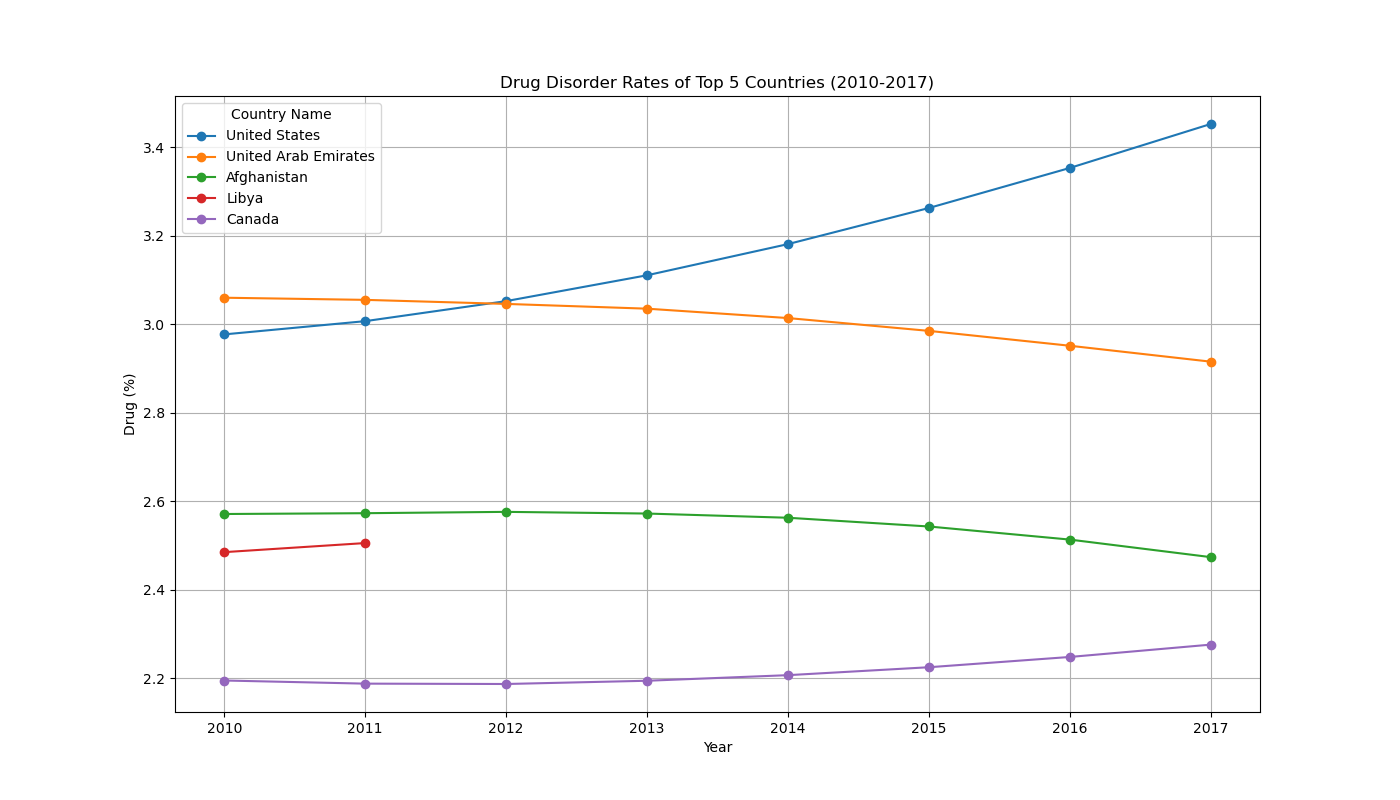 Drug Disorder Rates of Top 5 Countries (2010-2017)
Country Name
United States
United Arab Emirates
Afghanistan
Libya
Canada
3.4
3.2
3.0
2.8
2.6
2.4
2.2
Drug (%)
2010 2011 2012 2013 2014 2015 2016 2017
Year